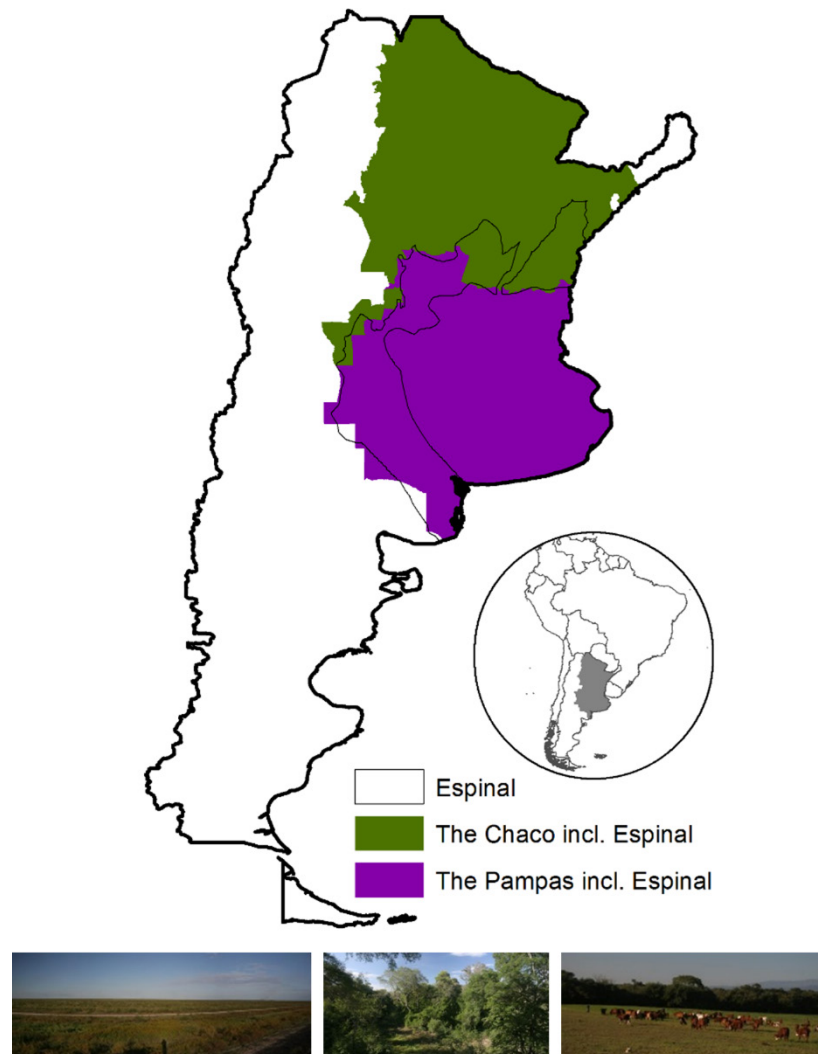 Espinal
The Chaco incl. Espinal
The Pampas incl. Espinal